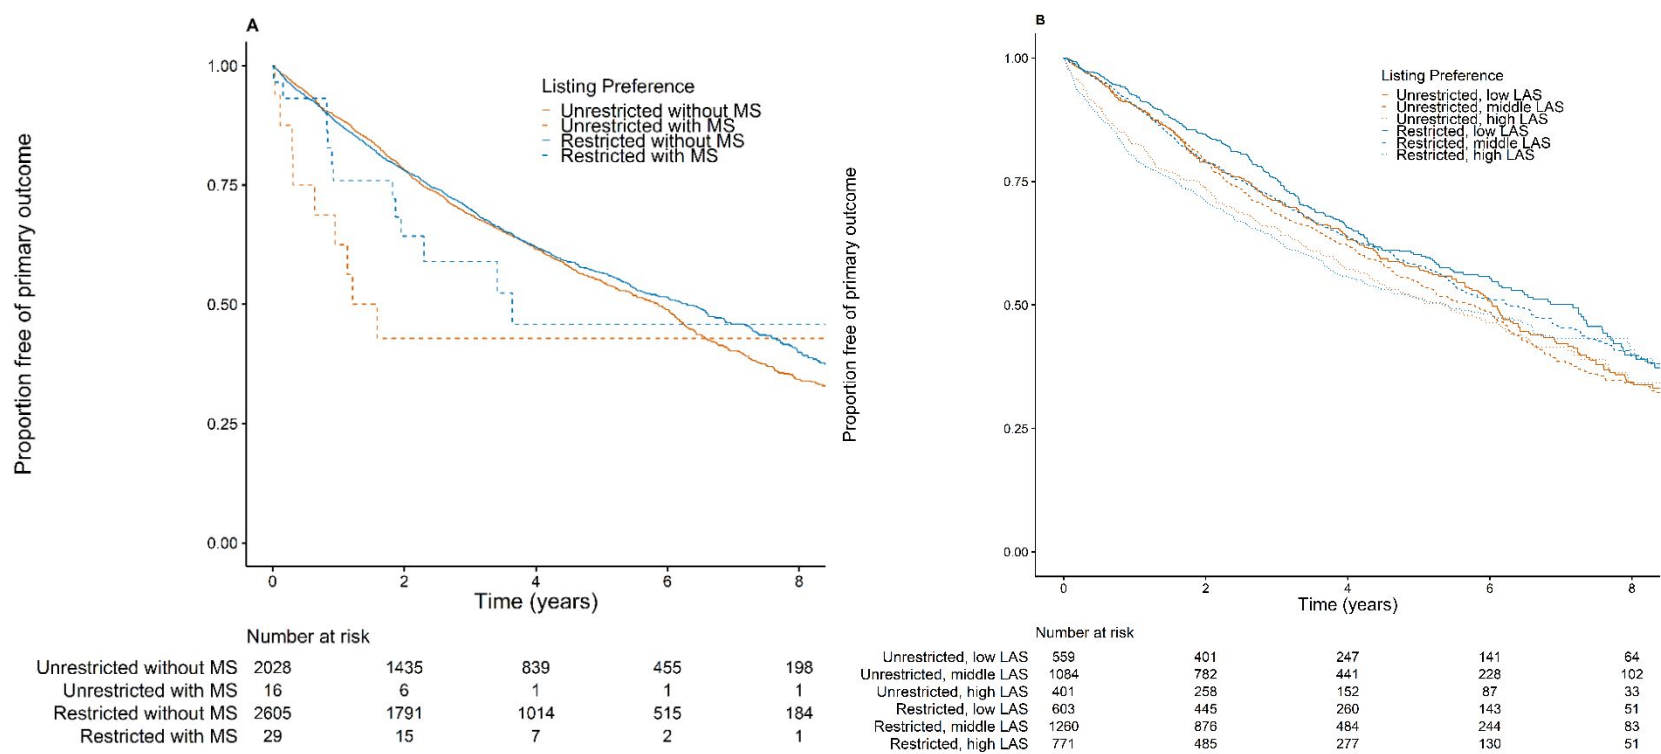 A
Proportion free of primary outcome
1.00
0.75
0.50
0.25
0.00
Listing Preference
Unrestricted without MS
Unrestricted with MS
Restricted without MS
Restricted with MS
0 2 4 6 8
Time (years)
Number at risk
Unrestricted without MS 2028 1435 839 455 198
Unrestricted with MS 16 6 1 1 1
Restricted without MS 2605 1791 1014 515 184
Restricted with MS 29 15 7 2 1
B
Proportion free of primary outcome
1.00
0.75
0.50
0.25
0.00
Listing Preference
Unrestricted, low LAS
Unrestricted, middle LAS
Unrestricted, high LAS
Restricted, low LAS
Restricted, middle LAS
Restricted, high LAS
0 2 4 6 8
Time (years)
Number at risk
Unrestricted, low LAS 559 401 247 141 64
Unrestricted, middle LAS 1084 782 441 228 102
Unrestricted, high LAS 401 258 152 87 33
Restricted, low LAS 603 445 260 143 51
Restricted, middle LAS 1260 876 484 244 83
Restricted, high LAS 771 485 277 130 51